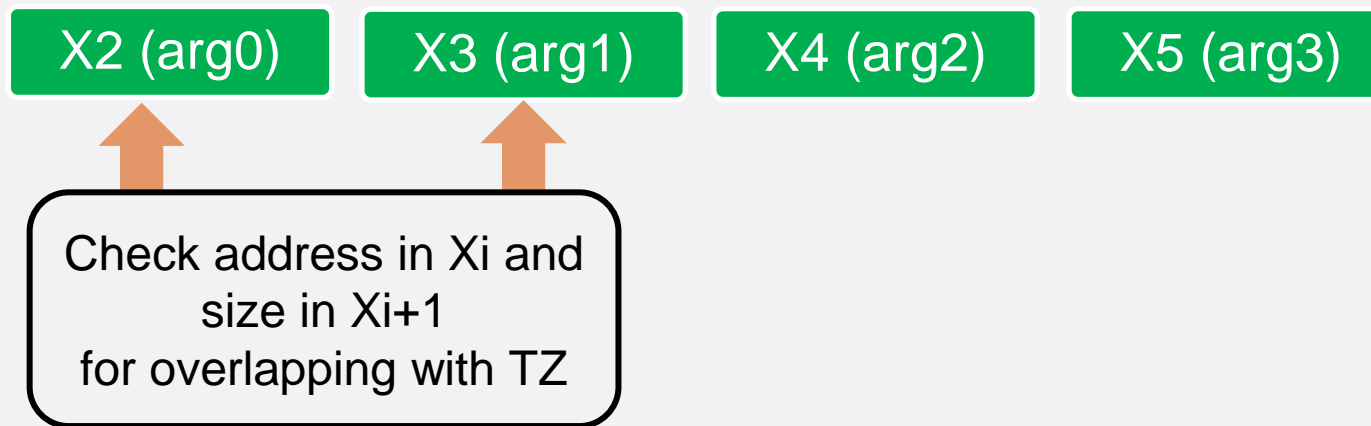 X2 (arg0)
X3 (arg1)
X4 (arg2)
X5 (arg3)
Check address in Xi and
size in Xi+1
for overlapping with TZ